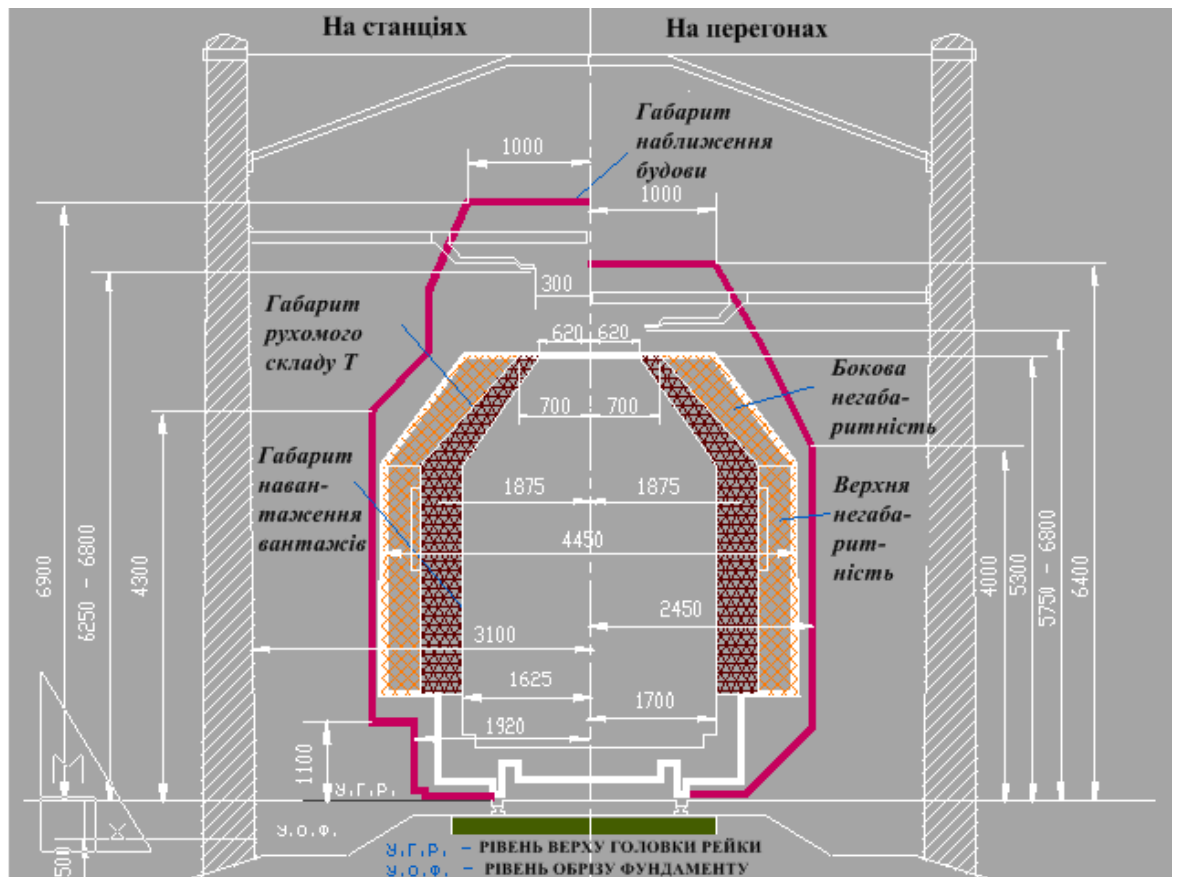 На станціях
На перегонах
Габарит
наближення
будови
1000
1000
300
Габарит
рухомого
складу Т
620 620
Бокова
негаба-
ритність
700 700
Габарит
наван-
таження
вантажів
1875 1875
Верхня
негаба-
рит-
ність
4450
6900
6250 - 6800
4300
4000
5300
5750 - 6800
6400
2450
3100
1625
1700
1920
1100
У.Г.Р.
М
Х
У.О.Ф.
500
У.Г.Р. - РІВЕНЬ ВЕРХУ ГОЛОВКИ РЕЙКИ
У.О.Ф. - РІВЕНЬ ОБРІЗУ ФУНДАМЕНТУ